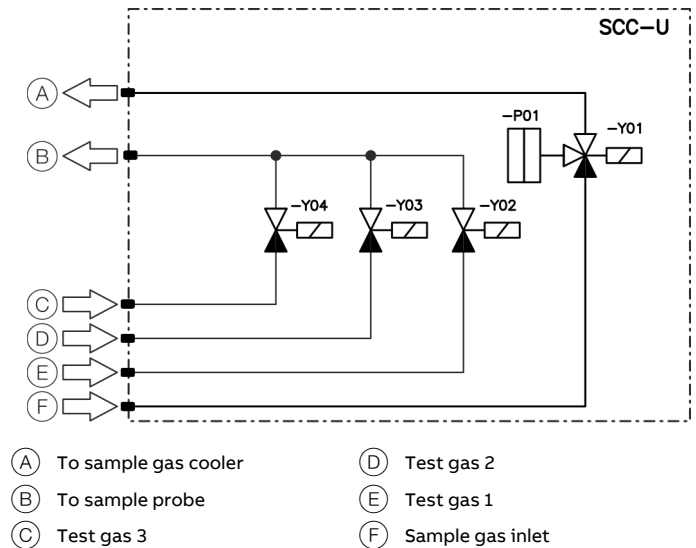 SCC-U
A
-P01
-Y01
B
-Y04
-Y03
-Y02
C
D
E
F
A To sample gas cooler
B To sample probe
C Test gas 3
D Test gas 2
E Test gas 1
F Sample gas inlet